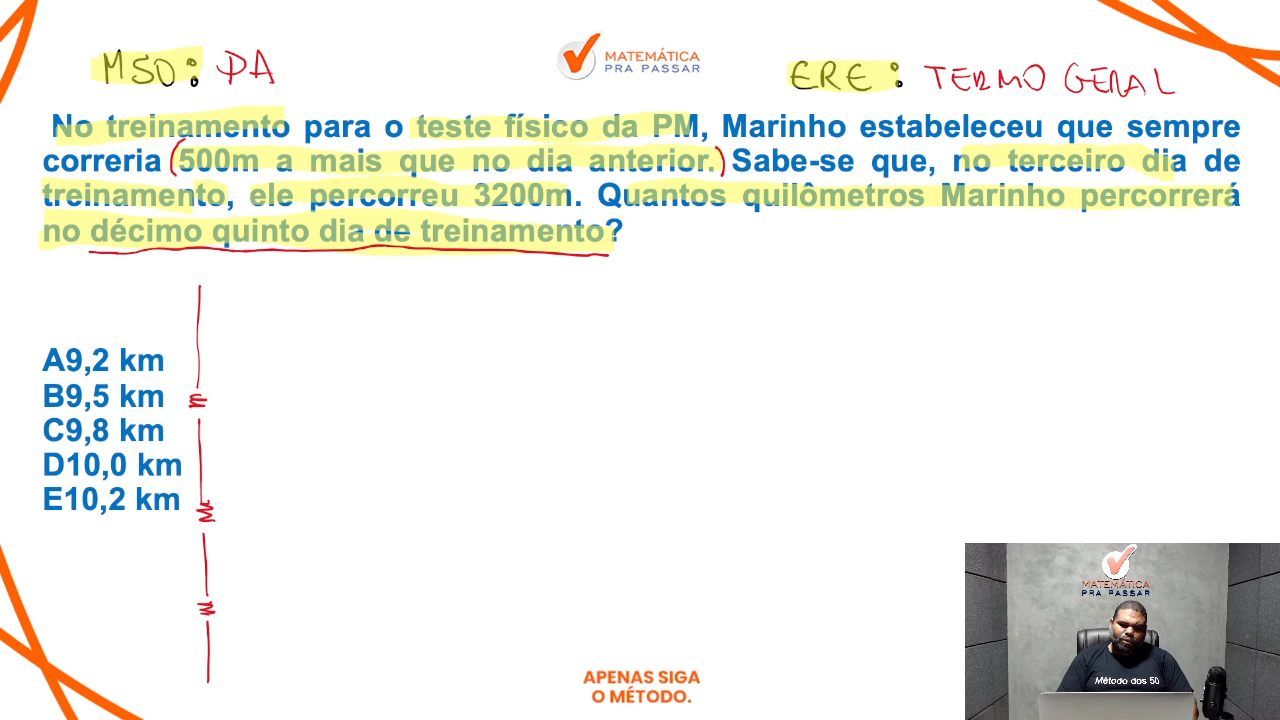 M50: PA
MATEMÁTICA
PRA PASSAR
ERE: TERMO GERAL
No treinamento para o teste físico da PM, Marinho estabeleceu que sempre
correria (500m a mais que no dia anterior.) Sabe-se que, no terceiro dia de
treinamento, ele percorreu 3200m. Quantos quilômetros Marinho percorrerá
no décimo quinto dia de treinamento?
A9,2 km
B9,5 km
C9,8 km
D10,0 km
E10,2 km
MATEMÁTICA
PRA PASSAR
Método dos 50
APENAS SIGA
O MÉTODO.